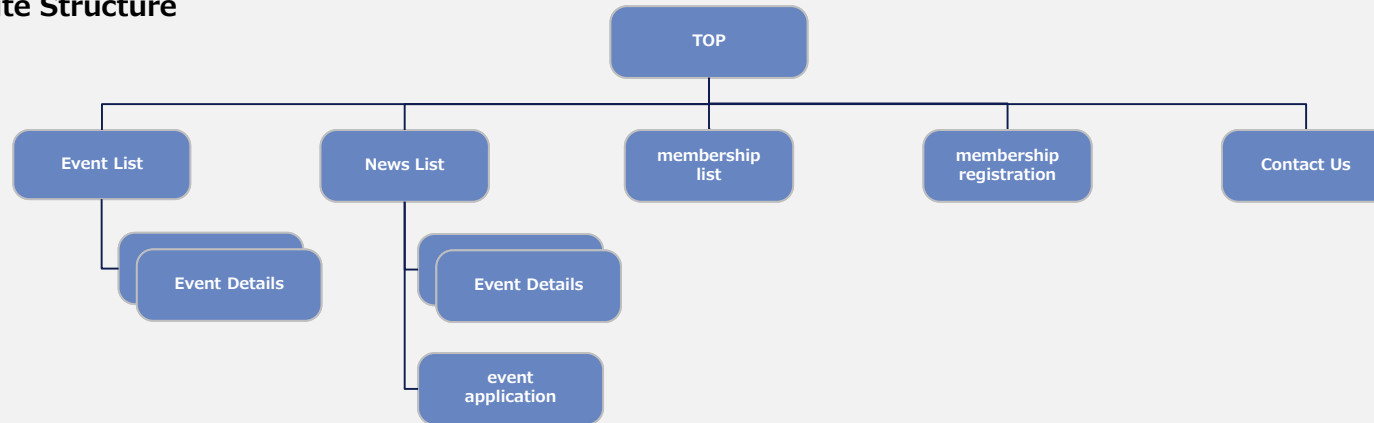 te Structure
TOP
Event List
News List
membership
list
membership
registration
Contact Us
Event Details
Event Details
event
application